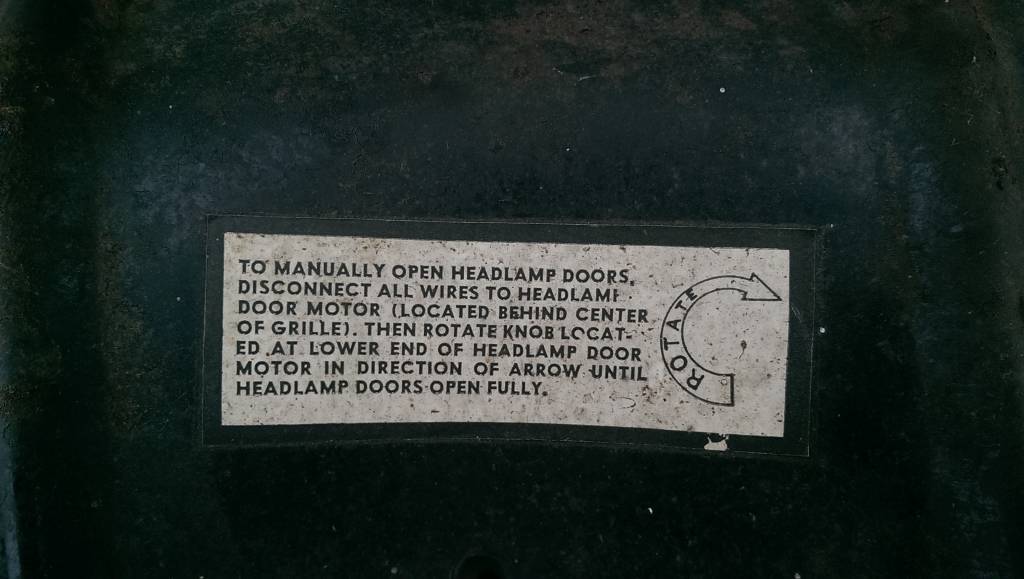 TO MANUALLY OPEN HEADLAMP DOORS,
DISCONNECT ALL WIRES TO HEADLAMP
DOOR MOTOR (LOCATED BEHIND CENTER
OF GRILLE). THEN ROTATE KNOB LOCAT-
ED AT LOWER END OF HEADLAMP DOOR
MOTOR IN DIRECTION OF ARROW UNTIL
HEADLAMP DOORS OPEN FULLY.
ROTATE